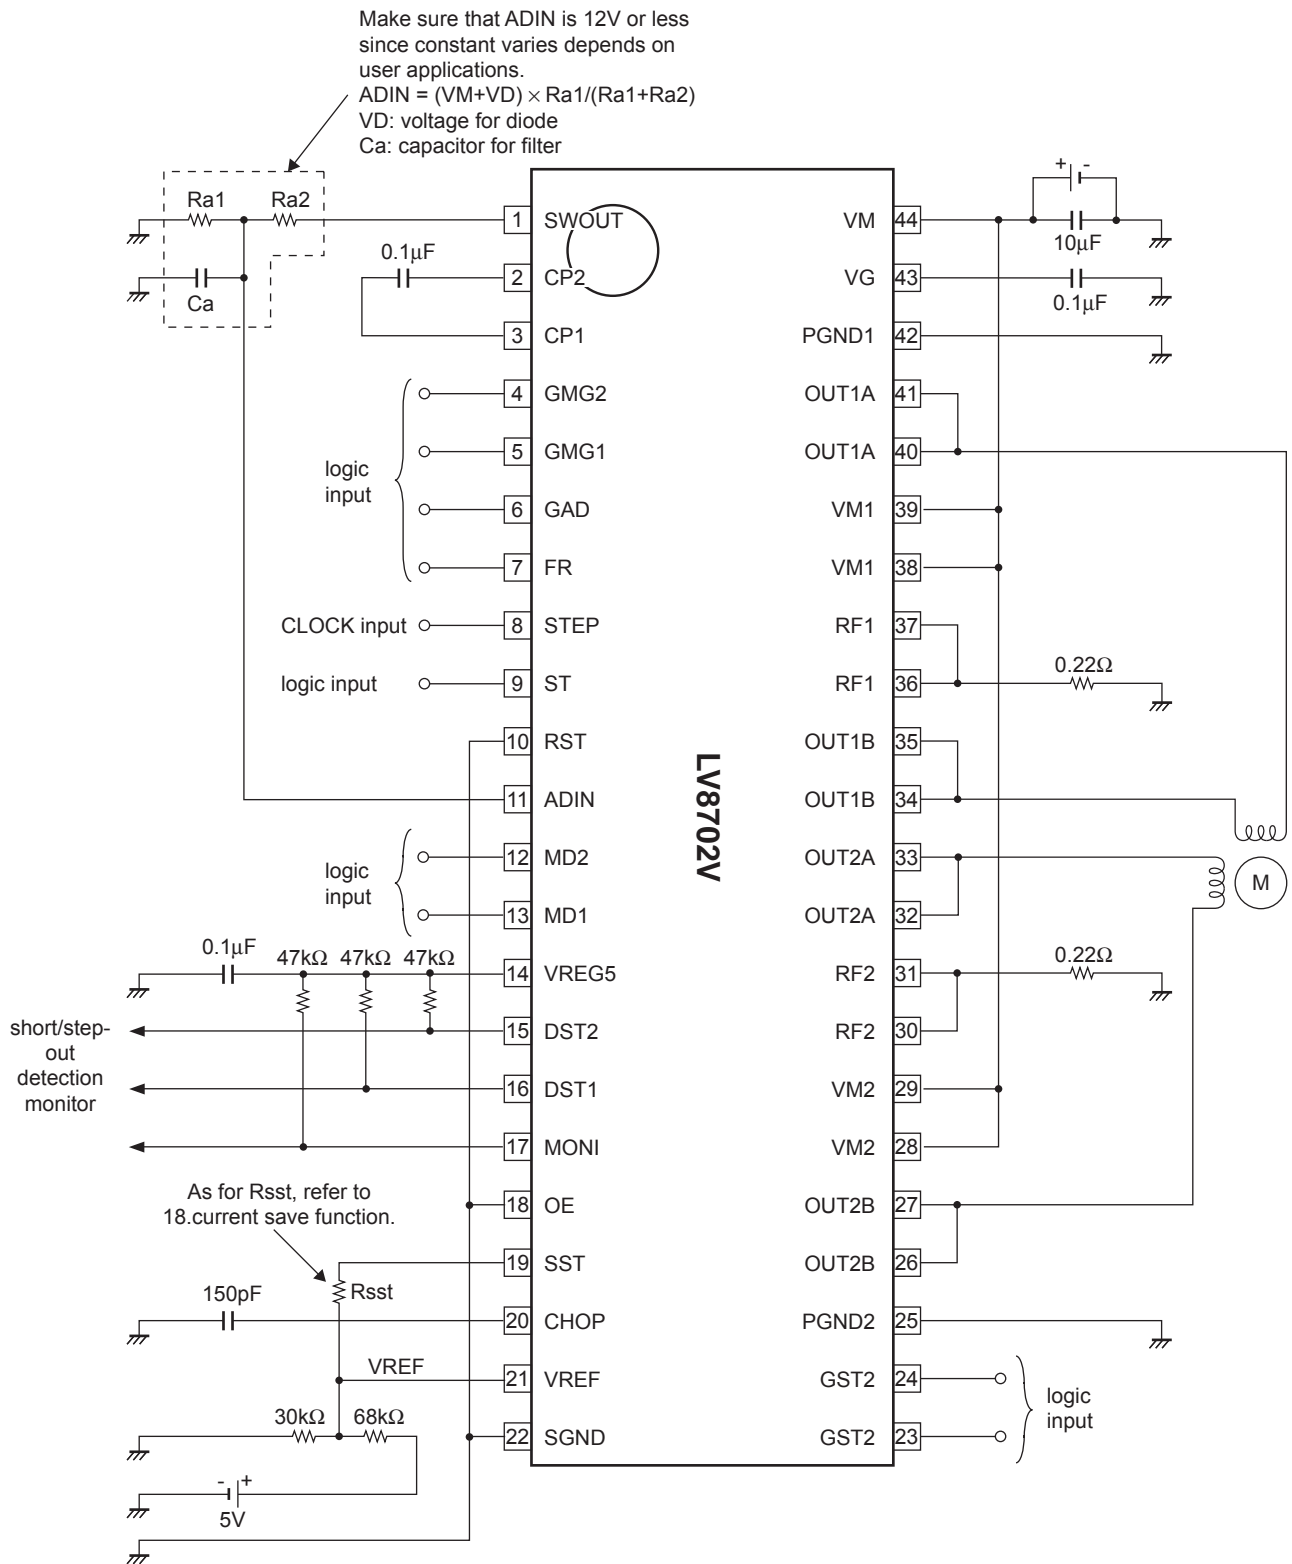 Make sure that ADIN is 12V or less
since constant varies depends on
user applications.
ADIN = (VM+VD) × Ra1/(Ra1+Ra2)
VD: voltage for diode
Ca: capacitor for filter
Ra1 Ra2
Ca
0.1μF
logic
input
CLOCK input
logic input
logic
input
0.1μF 47kΩ 47kΩ 47kΩ
short/step-
out
detection
monitor
As for Rsst, refer to
18.current save function.
Rsst
150pF
VREF
30kΩ 68kΩ
- +
5V
1 SWOUT
2 CP2
3 CP1
4 GMG2
5 GMG1
6 GAD
7 FR
8 STEP
9 ST
10 RST
11 ADIN
12 MD2
13 MD1
14 VREG5
15 DST2
16 DST1
17 MONI
18 OE
19 SST
20 CHOP
21 VREF
22 SGND
LV8702V
VM 44
VG 43
PGND1 42
OUT1A 41
OUT1A 40
VM1 39
VM1 38
RF1 37
RF1 36
OUT1B 35
OUT1B 34
OUT2A 33
OUT2A 32
RF2 31
RF2 30
VM2 29
VM2 28
OUT2B 27
OUT2B 26
PGND2 25
GST2 24
GST2 23
+ -
10μF
0.1μF
0.22Ω
M
0.22Ω
logic
input